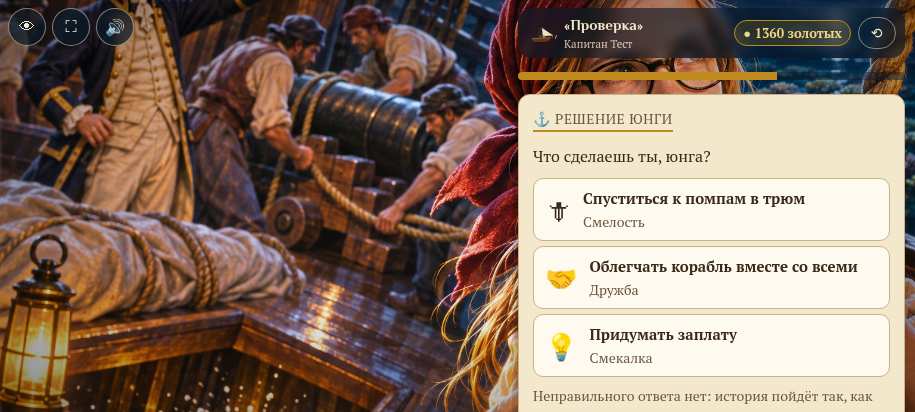 «Проверка»
Капитан Тест
1360 золотых
РЕШЕНИЕ ЮНГИ
Что сделаешь ты, юнга?
Спуститься к помпам в трюм
Смелость
Облегчать корабль вместе со всеми
Дружба
Придумать заплату
Смекалка
Неправильного ответа нет: история пойдёт так, как